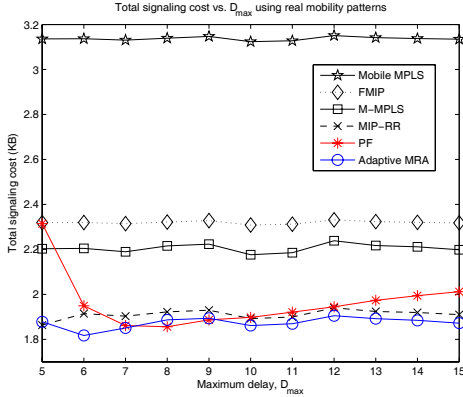 Total signaling cost vs. Dmax using real mobility patterns
3.2
3
2.8
2.6
2.4
2.2
2
1.8
Total signaling cost (KB)
Mobile MPLS
FMIP
M−MPLS
MIP−RR
PF
Adaptive MRA
5 6 7 8 9 10 11 12 13 14 15
Maximum delay, Dmax